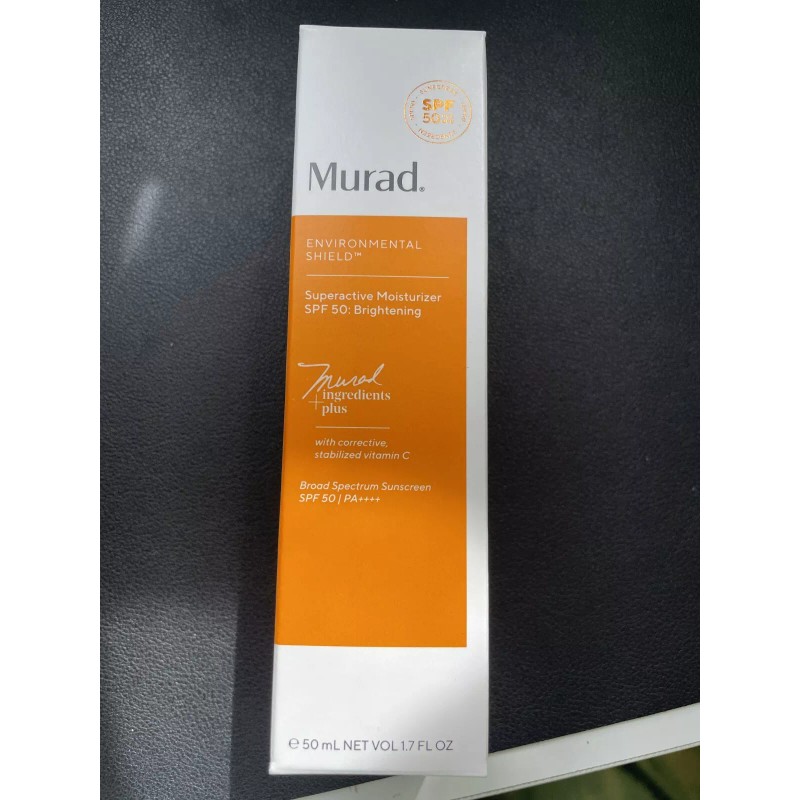 SPF
50
Murad®
ENVIRONMENTAL
SHIELD™
Superactive Moisturizer
SPF 50: Brightening
Murad
ingredients
+plus
with corrective,
stabilized vitamin C
Broad Spectrum Sunscreen
SPF 50 | PA++++
℮ 50 mL NET VOL 1.7 FL OZ